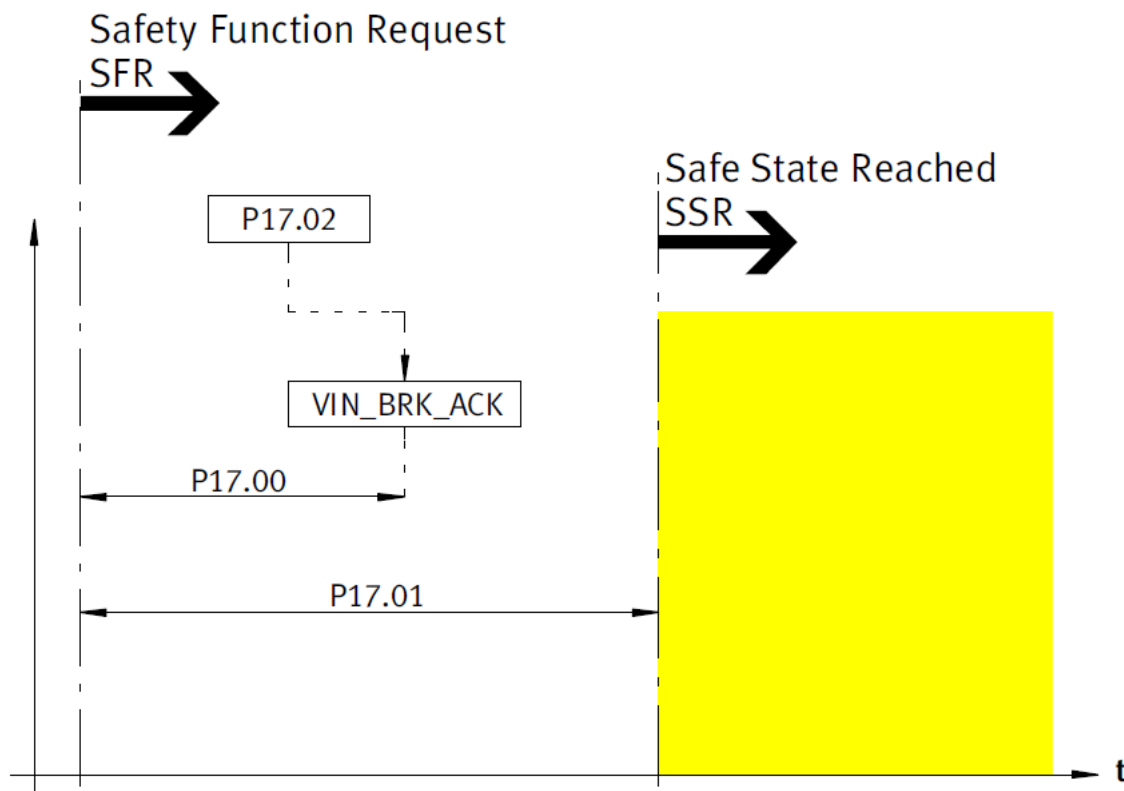 Safety Function Request
SFR
Safe State Reached
SSR
P17.02
VIN_BRK_ACK
P17.00
P17.01
t